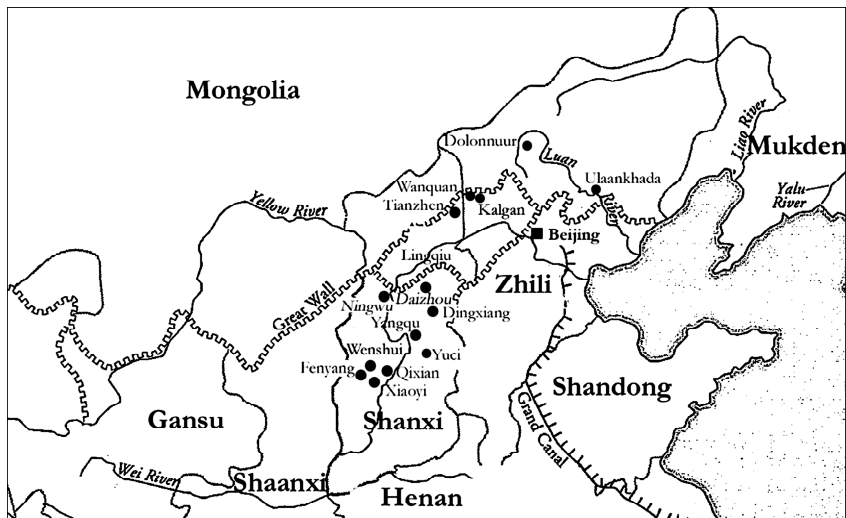 Mongolia
Liao River
Dolonnuur
Mukden
Luan
River
Ulaankhada
Wanquan
Yalu
River
Tianzhen
Kalgan
Yellow River
Beijing
Lingqiu
Zhili
Great Wall
Ningwu
Daizhou
Dingxiang
Yangqu
Wenshui
Yuci
Fenyang
Qixian
Xiaoyi
Shandong
Gansu
Shanxi
Grand Canal
Wei River
Shaanxi
Henan